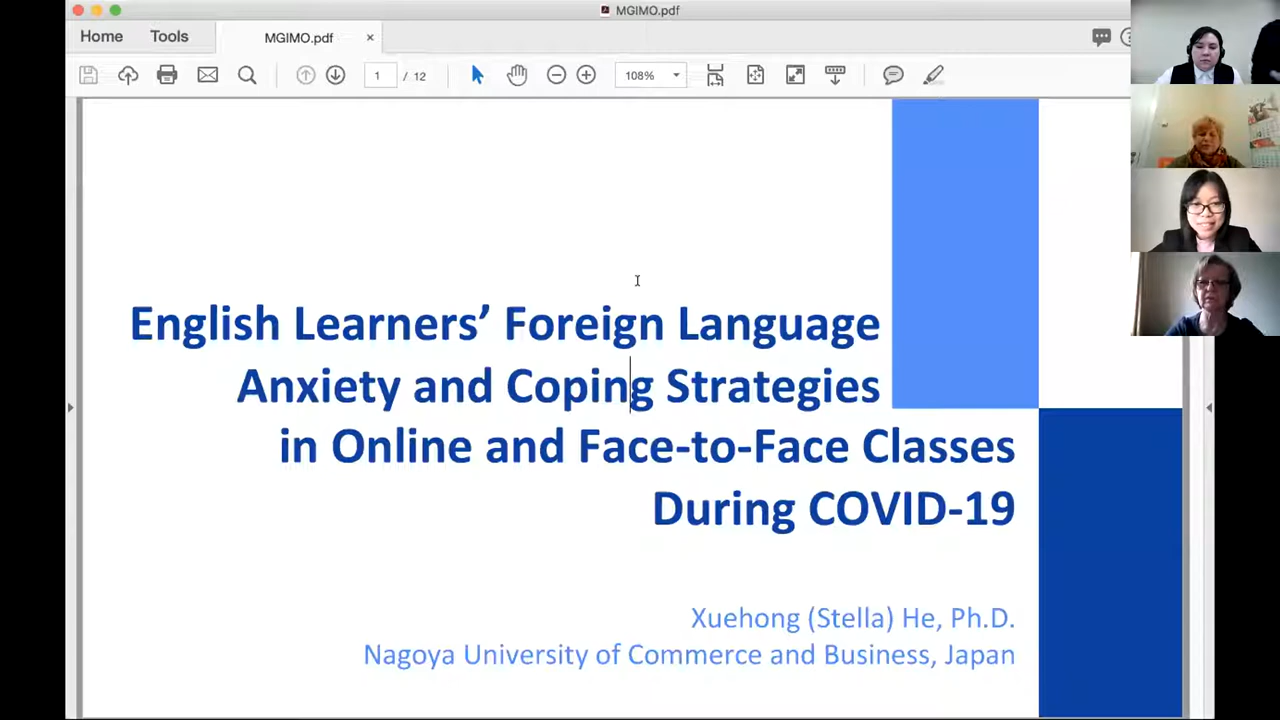 MGIMO.pdf
Home
Tools
MGIMO.pdf
×
1 / 12
108%
English Learners’ Foreign Language
Anxiety and Coping Strategies
in Online and Face-to-Face Classes
During COVID-19
Xuehong (Stella) He, Ph.D.
Nagoya University of Commerce and Business, Japan